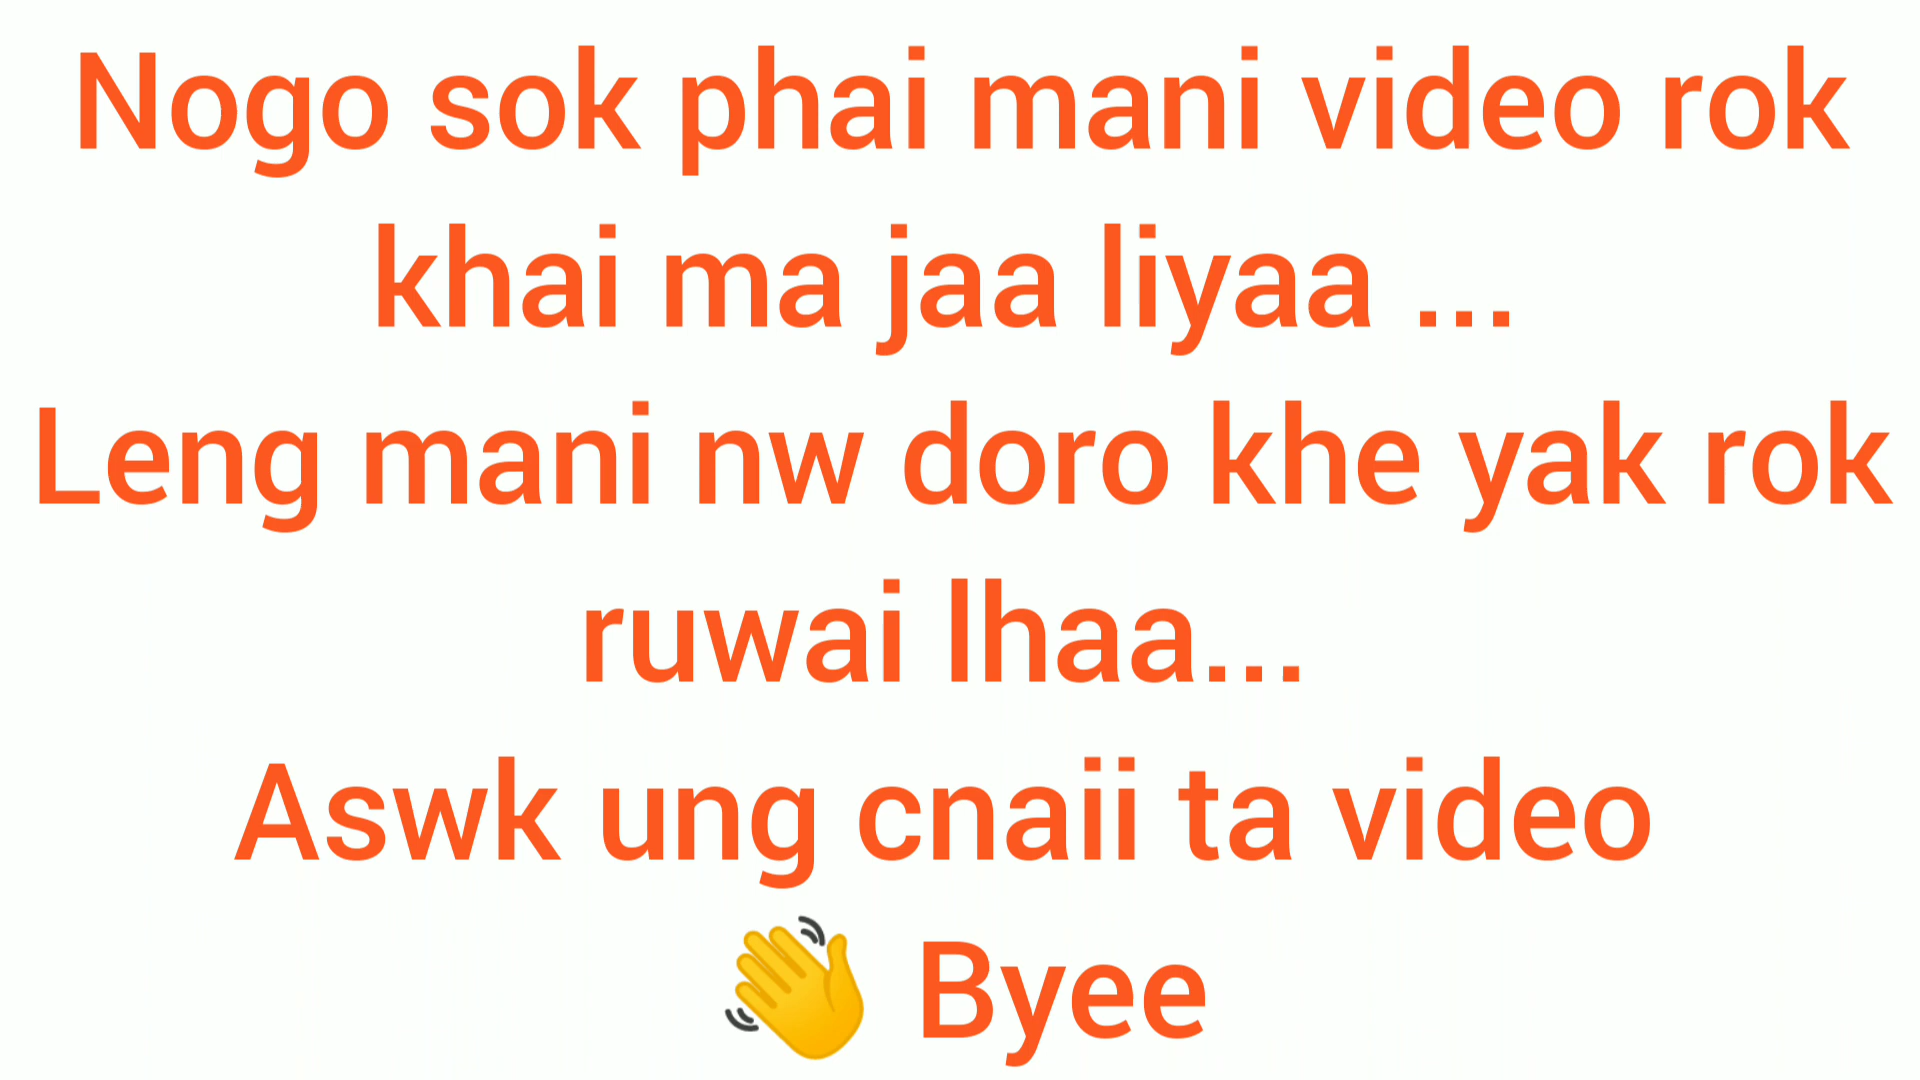 Nogo sok phai mani video rok
khai ma jaa liyaa ...
Leng mani nw doro khe yak rok
ruwai lhaa...
Aswk ung cnaii ta video
👋 Byee